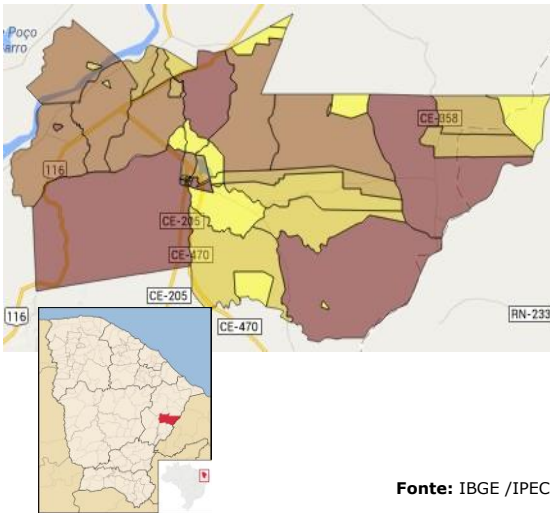 Poço
arro
CE-358
116
CE-205
CE-470
CE-205
116
CE-470
RN-233
Fonte: IBGE /IPEC